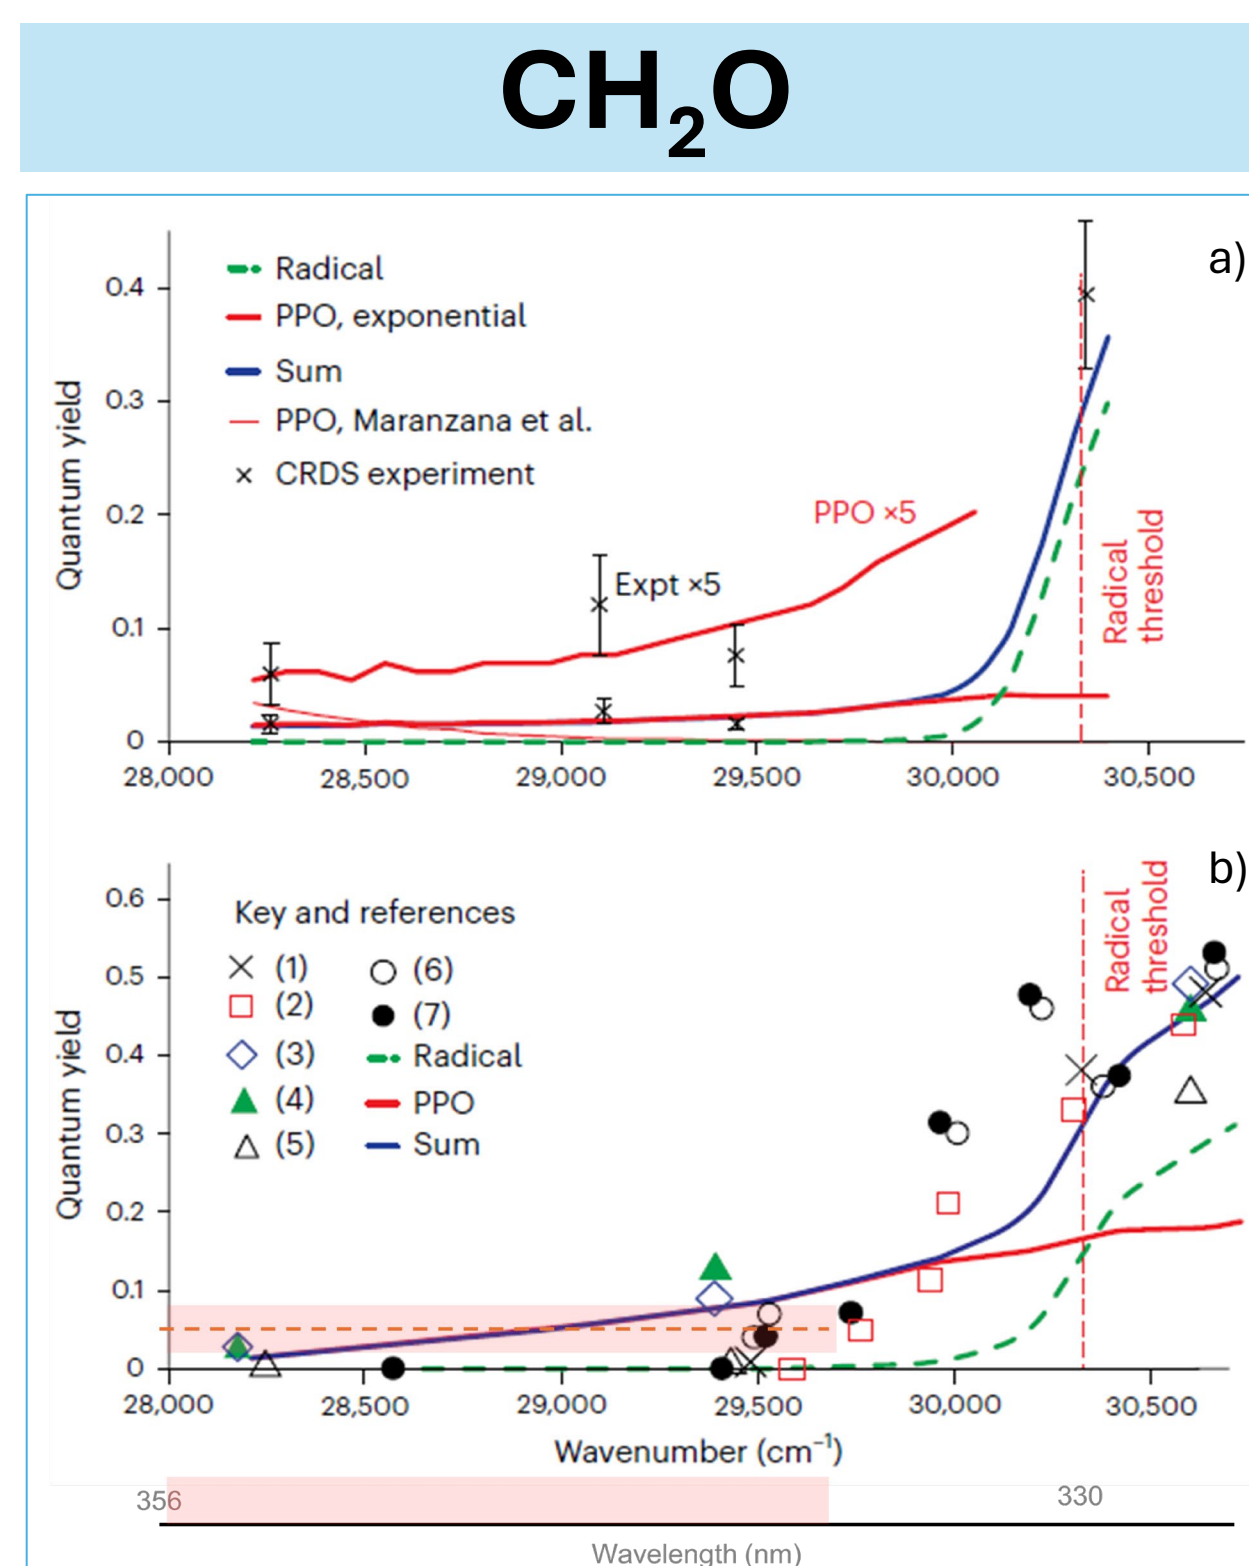 CH₂O
a)
Radical
PPO, exponential
Sum
PPO, Maranzana et al.
CRDS experiment
Quantum yield
0.4
0.3
0.2
0.1
0
PPO ×5
Expt ×5
Radical
threshold
28,000
28,500
29,000
29,500
30,000
30,500
b)
Key and references
(1)
(2)
(3)
(4)
(5)
(6)
(7)
Radical
PPO
Sum
Quantum yield
0.6
0.5
0.4
0.3
0.2
0.1
0
Radical
threshold
28,000
28,500
29,000
29,500
30,000
30,500
Wavenumber (cm⁻¹)
356
330
Wavelength (nm)